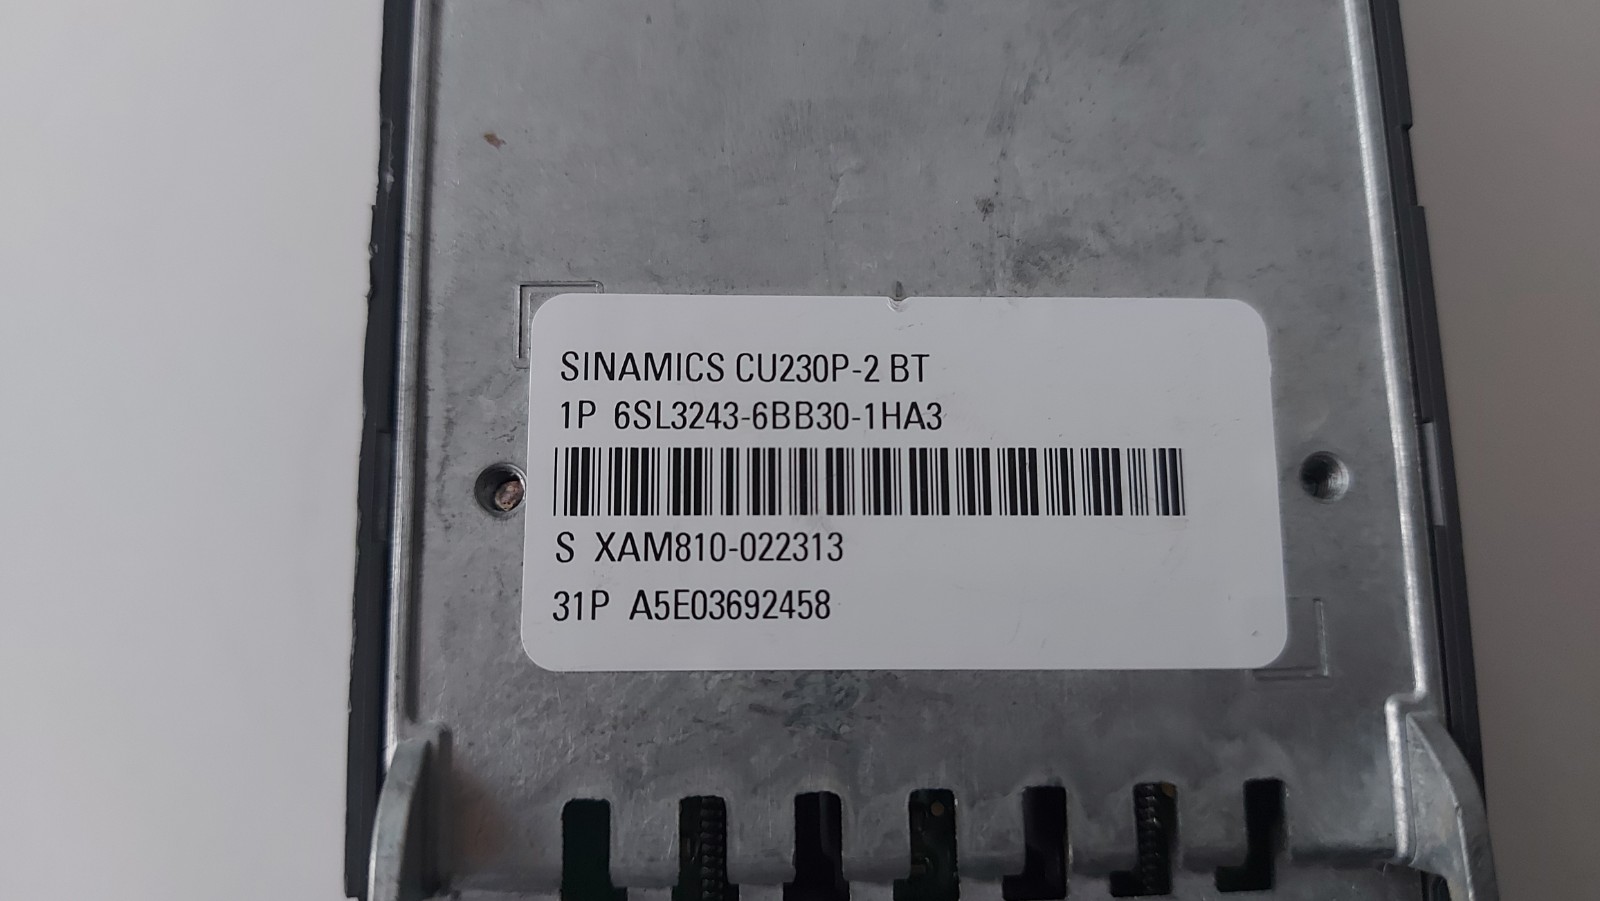 SINAMICS CU230P-2 BT
1P 6SL3243-6BB30-1HA3
S XAM810-022313
31P A5E03692458